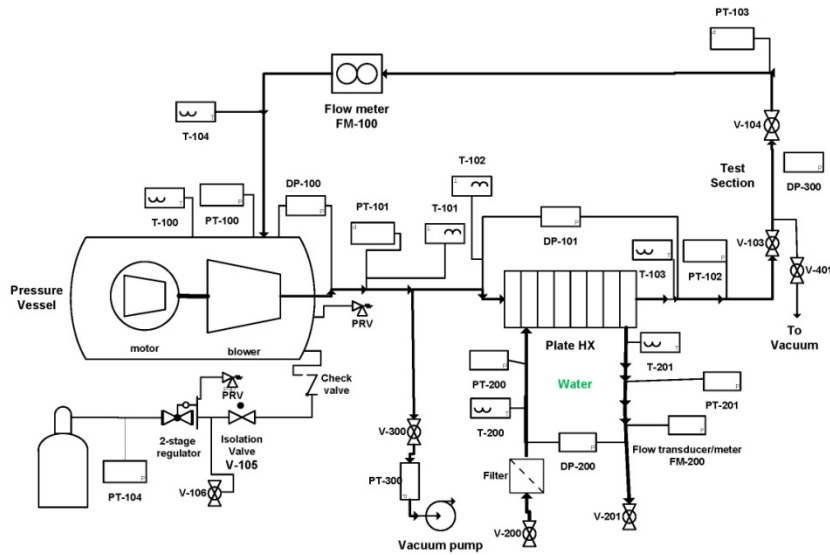 PT-103
Flow meter
FM-100
T-104
V-104
Test
Section
DP-300
T-102
DP-100
T-100
PT-100
PT-101
T-101
DP-101
V-103
T-103
PT-102
V-401
Pressure
Vessel
motor
blower
PRV
To
Vacuum
Plate HX
Check
valve
PT-200
Water
T-201
PRV
PT-201
T-200
2-stage
regulator
Isolation
Valve
V-105
V-300
DP-200
Flow transducer/meter
FM-200
PT-104
V-106
PT-300
Filter
V-200
V-201
Vacuum pump